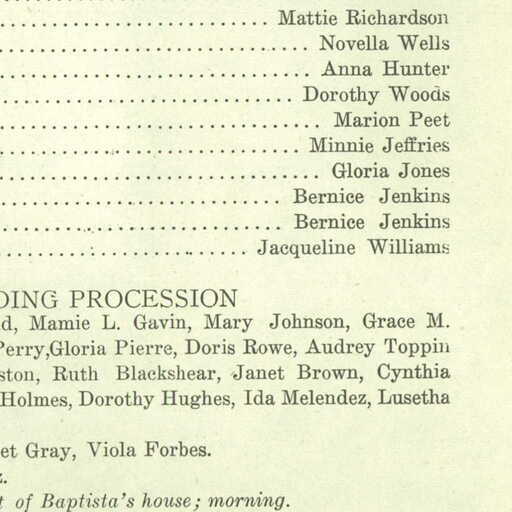 Mattie Richardson
Novella Wells
Anna Hunter
Dorothy Woods
Marion Peet
Minnie Jeffries
Gloria Jones
Bernice Jenkins
Bernice Jenkins
Jacqueline Williams
DING PROCESSION
d, Mamie L. Gavin, Mary Johnson, Grace M.
Perry,Gloria Pierre, Doris Rowe, Audrey Toppin
ston, Ruth Blackshear, Janet Brown, Cynthia
Holmes, Dorothy Hughes, Ida Melendez, Lusetha
et Gray, Viola Forbes.
z.
t of Baptista's house; morning.